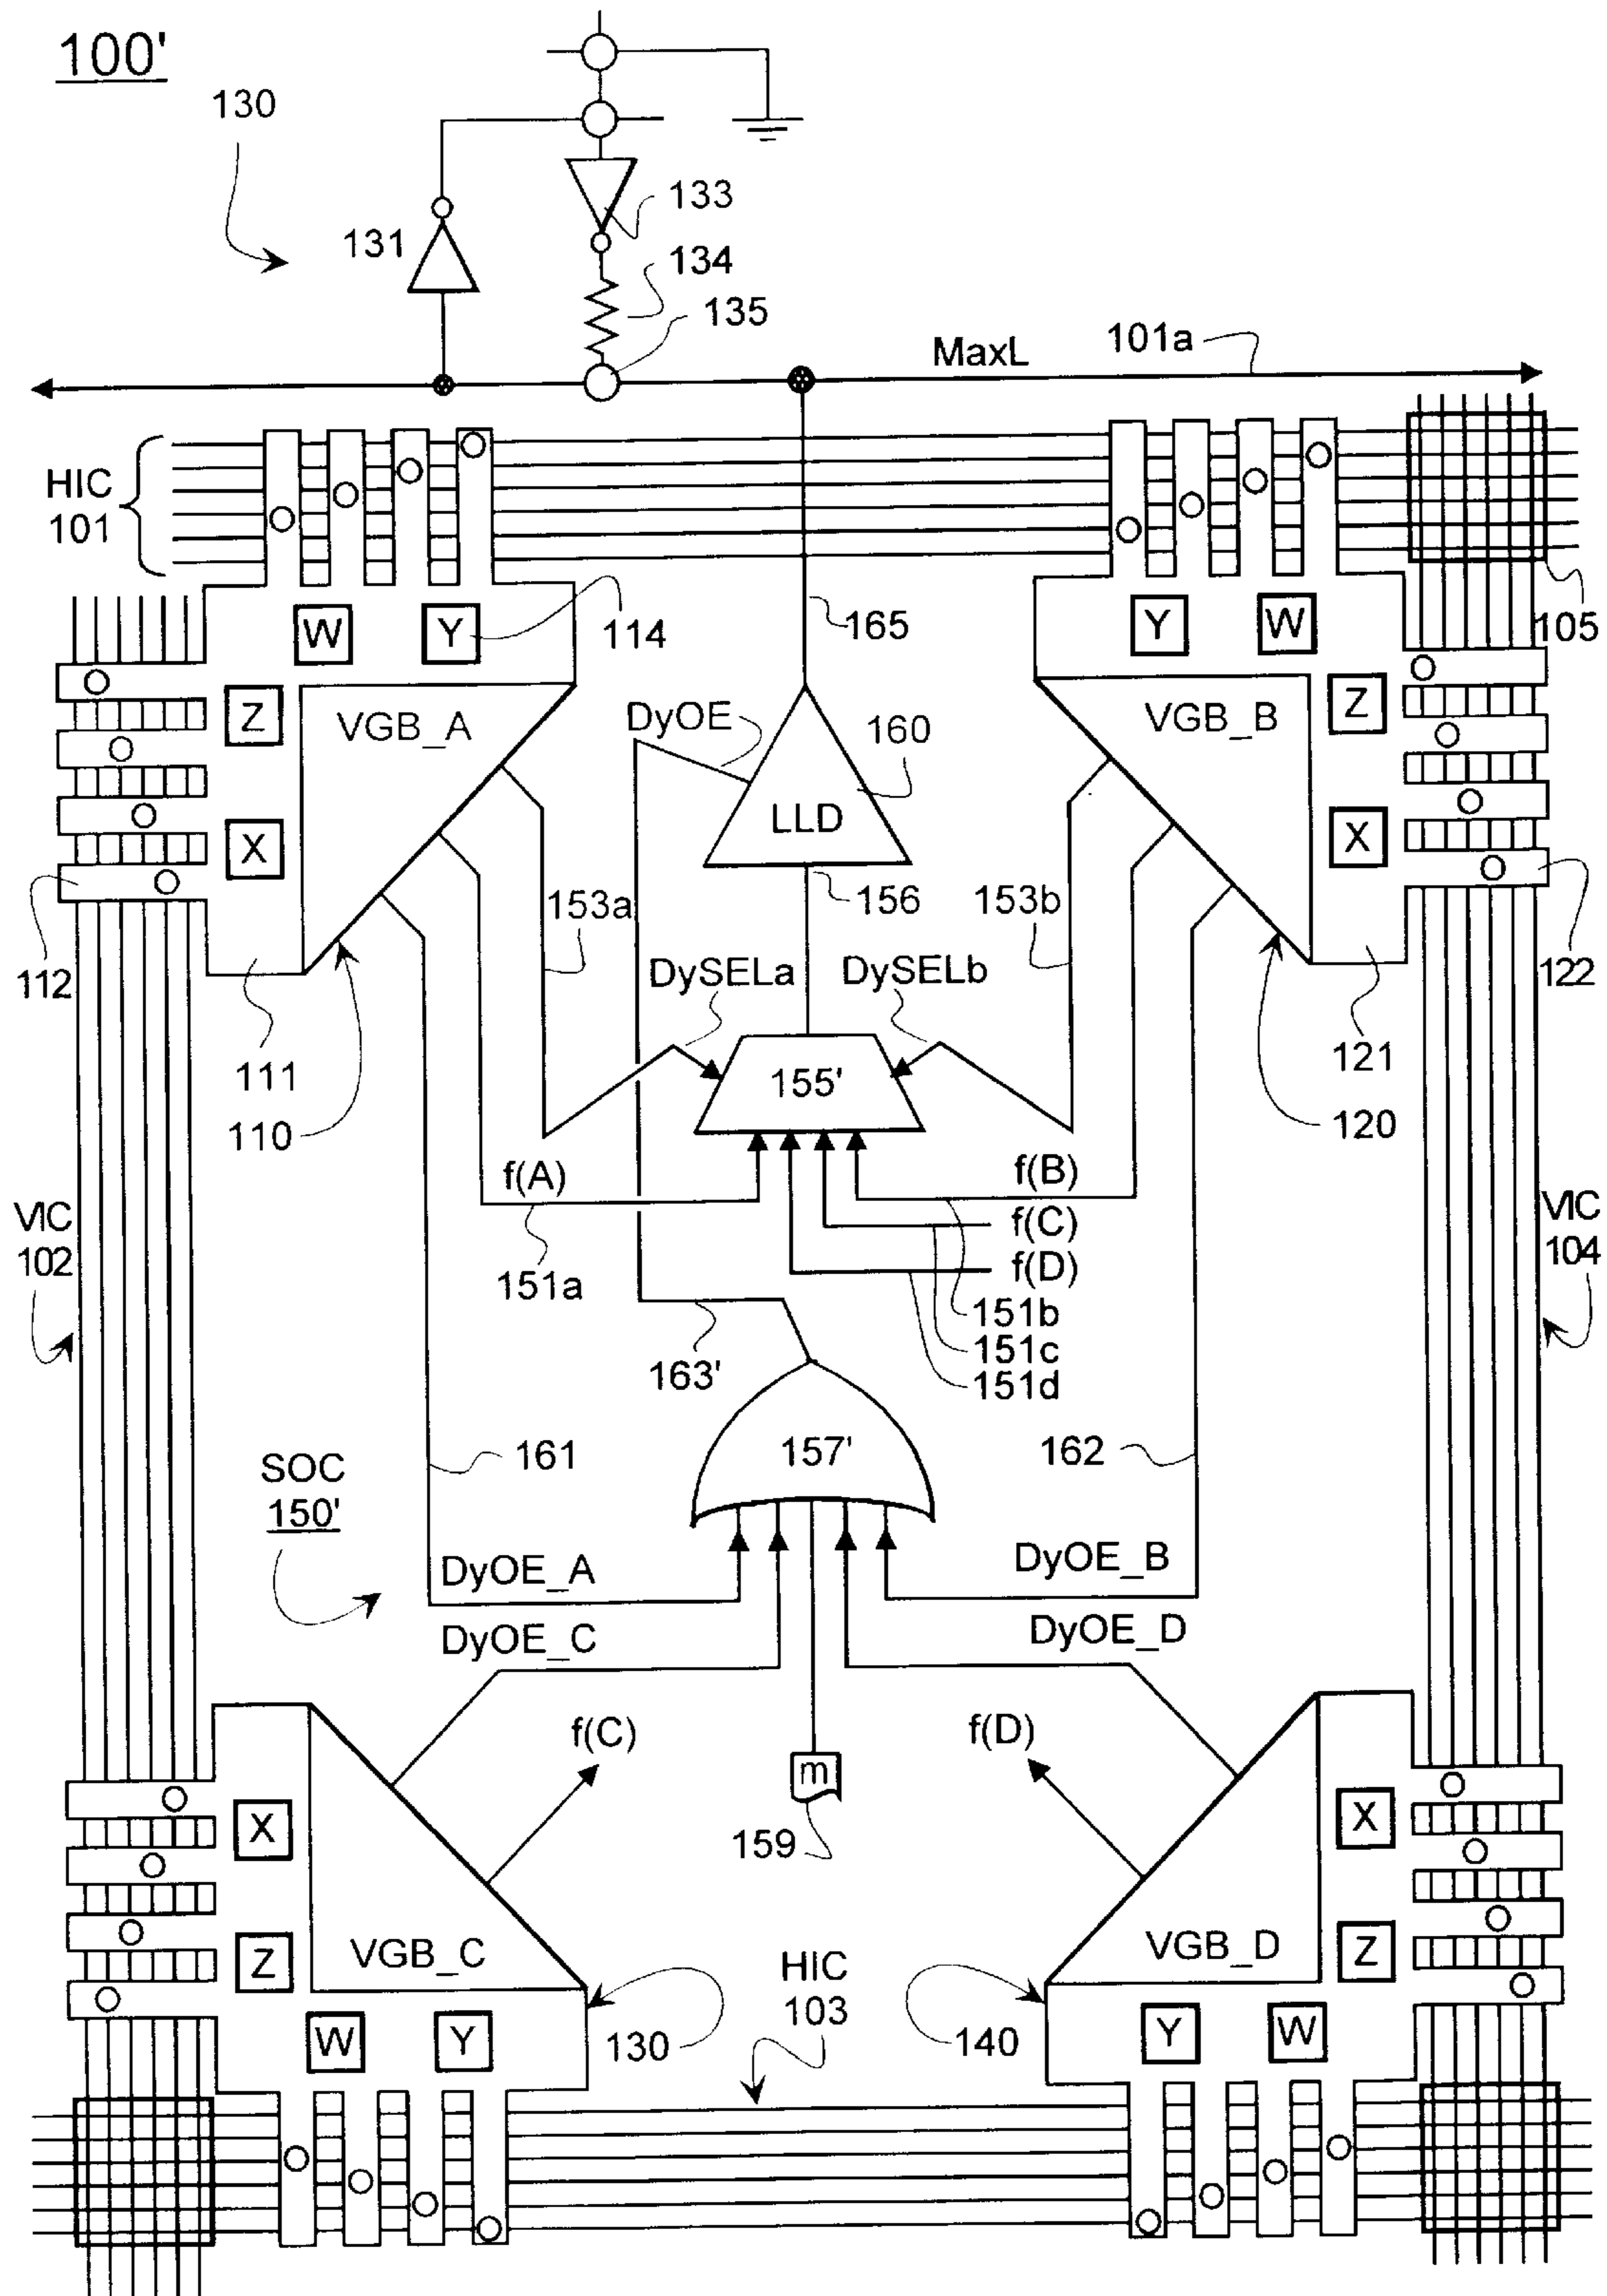 100'
130
133
131
134
135
101a
MaxL
HIC
101
W
Y
114
165
Y
W
105
Z
VGB_A
DyOE
160
VGB_B
Z
X
LLD
X
112
153a
156
153b
122
DySELa
DySELb
111
155'
121
110
120
f(A)
f(B)
VIC
102
f(C)
VIC
104
151a
f(D)
151b
151c
163'
151d
161
157'
162
SOC
150'
DyOE_A
DyOE_B
DyOE_C
DyOE_D
f(C)
f(D)
m
X
159
X
Z
VGB_C
VGB_D
Z
HIC
103
W
Y
130
140
Y
W